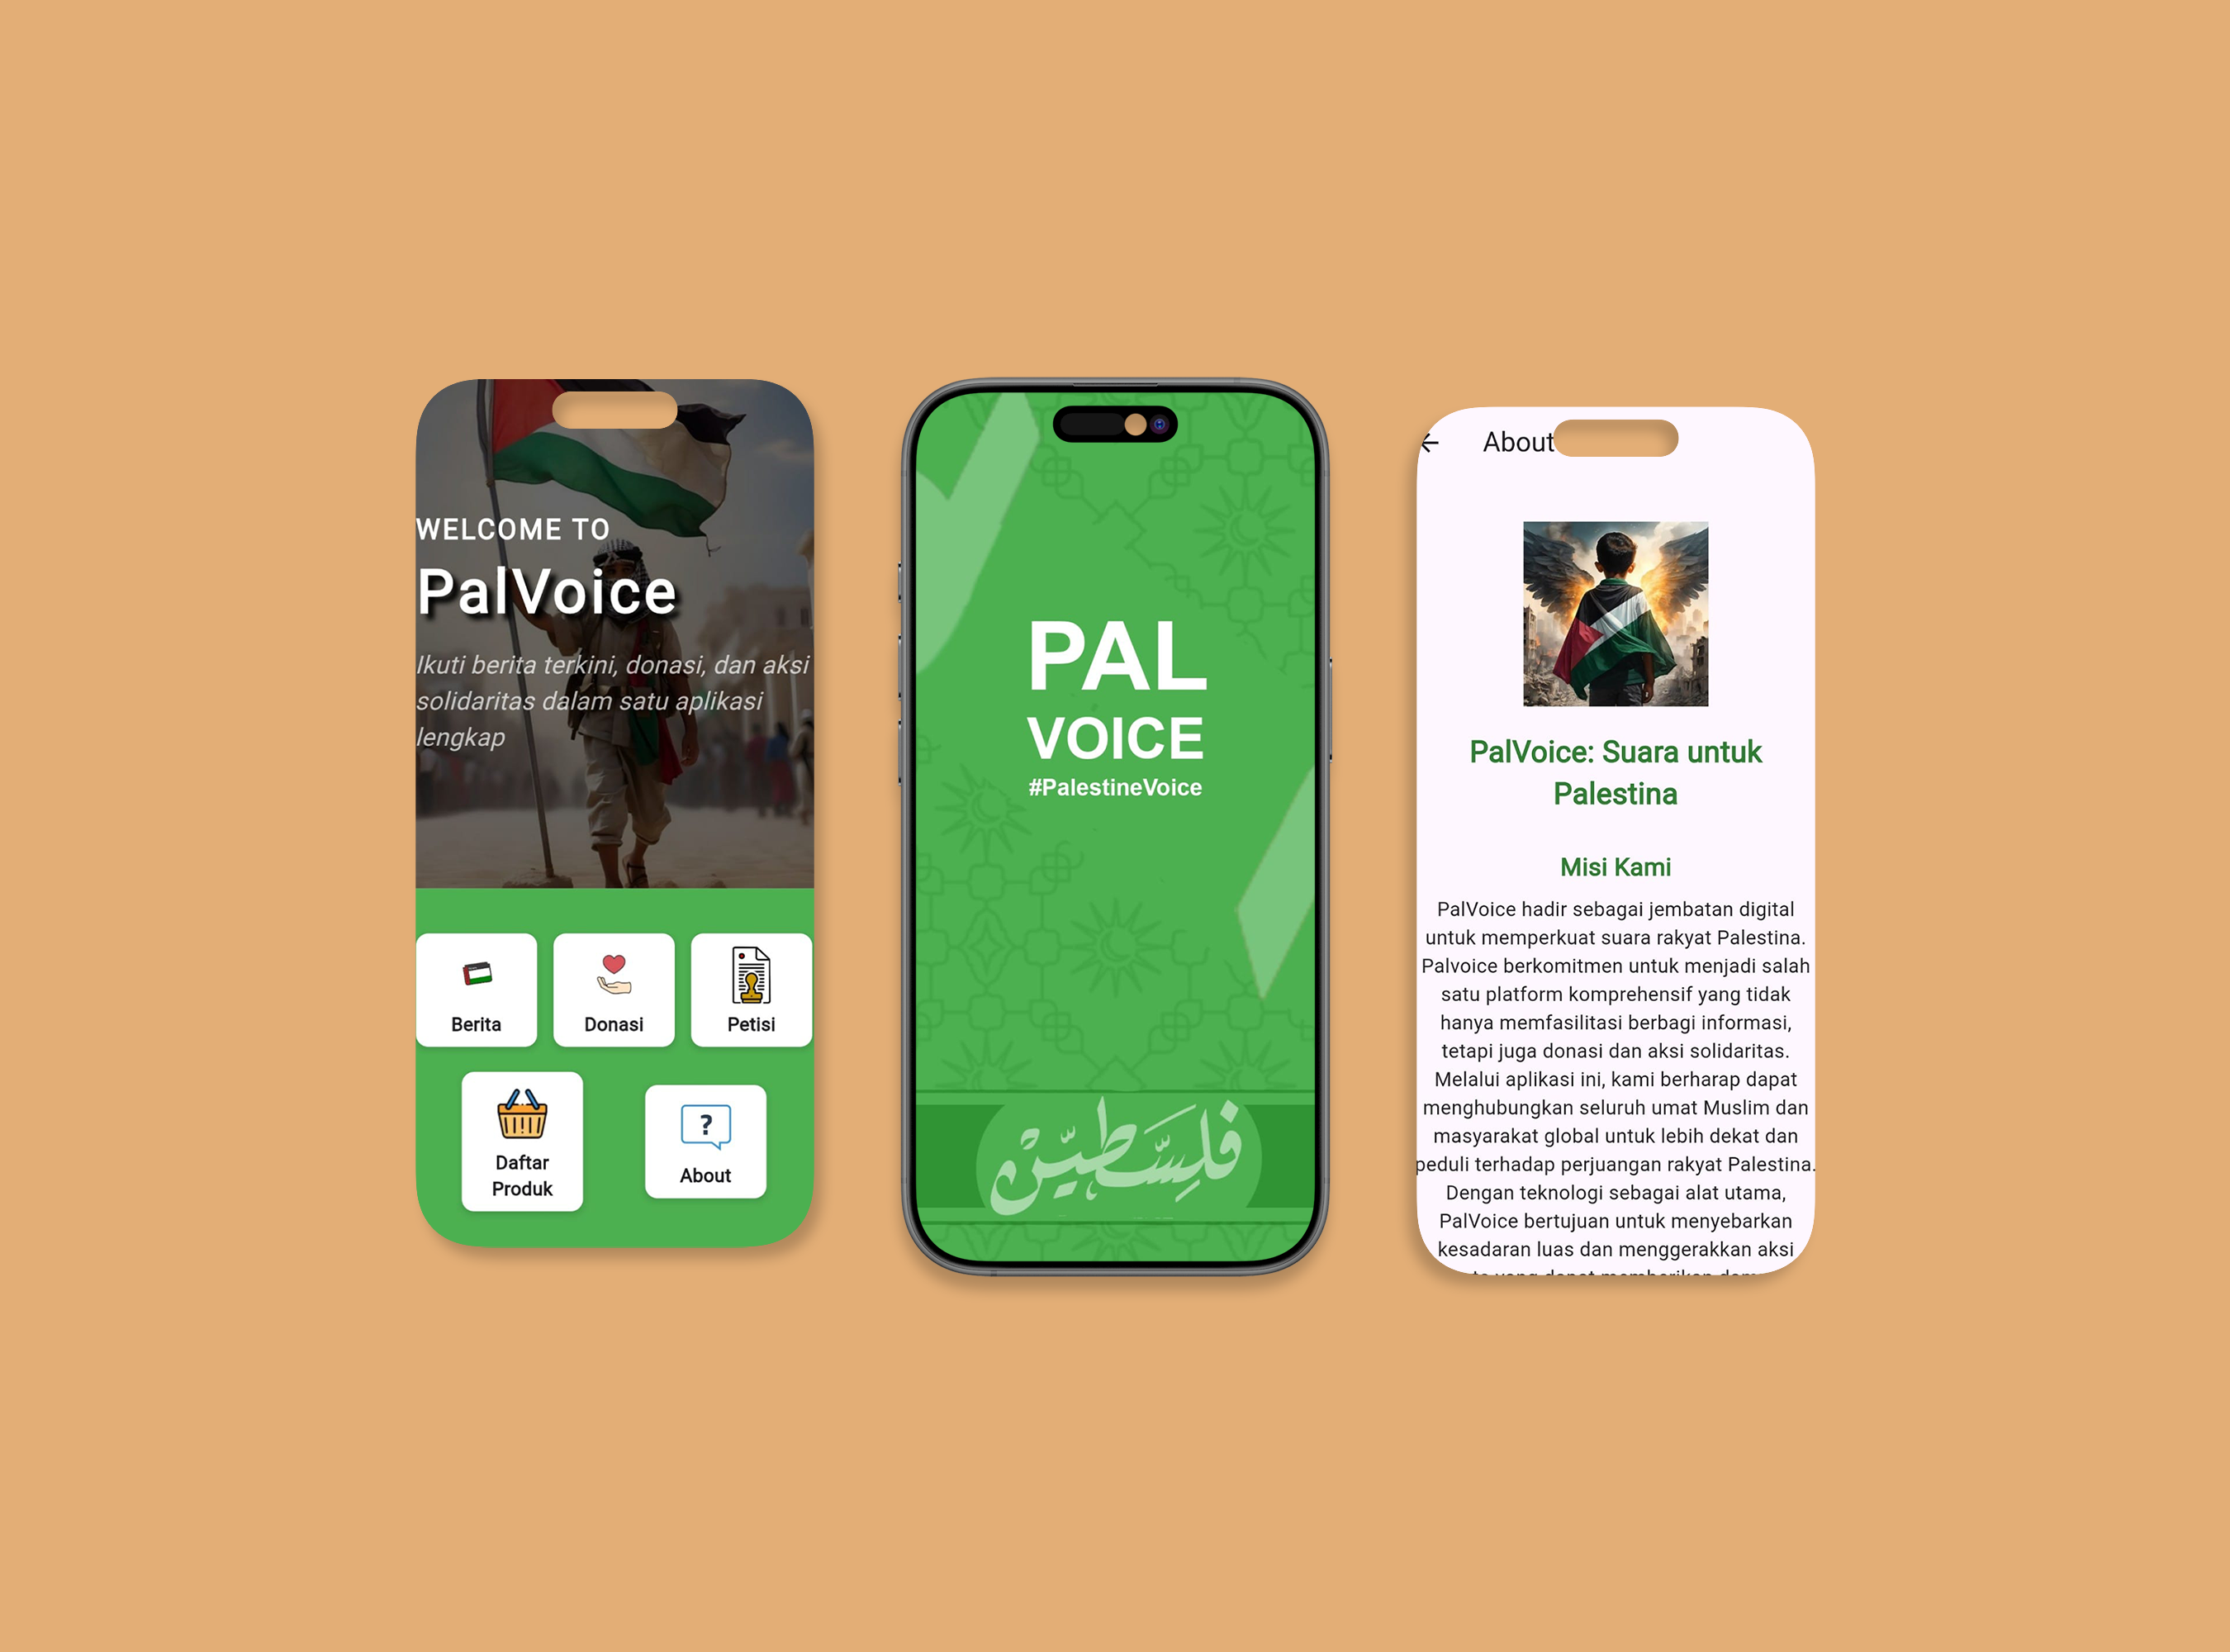 WELCOME TO
PalVoice
Ikuti berita terkini, donasi, dan aksi
solidaritas dalam satu aplikasi
lengkap
Berita
Donasi
Petisi
Daftar
Produk
?
About
PAL
VOICE
#PalestineVoice
فلسطين
About
PalVoice: Suara untuk
Palestina
Misi Kami
PalVoice hadir sebagai jembatan digital
untuk memperkuat suara rakyat Palestina.
Palvoice berkomitmen untuk menjadi salah
satu platform komprehensif yang tidak
hanya memfasilitasi berbagi informasi,
tetapi juga donasi dan aksi solidaritas.
Melalui aplikasi ini, kami berharap dapat
menghubungkan seluruh umat Muslim dan
masyarakat global untuk lebih dekat dan
peduli terhadap perjuangan rakyat Palestina.
Dengan teknologi sebagai alat utama,
PalVoice bertujuan untuk menyebarkan
kesadaran luas dan menggerakkan aksi
yang dapat memberikan